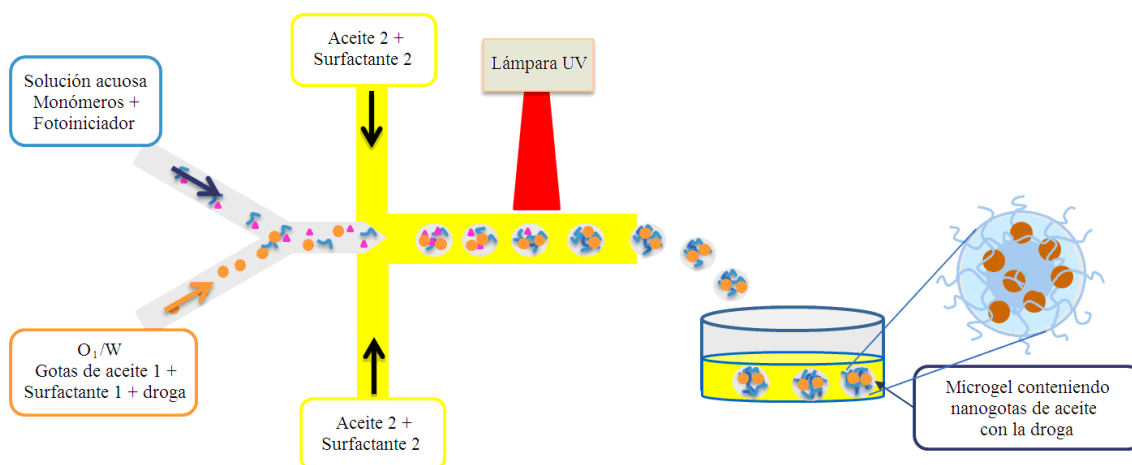 Aceite 2 +
Surfactante 2
Lámpara UV
Solución acuosa
Monómeros +
Fotoiniciador
O₁/W
Gotas de aceite 1 +
Surfactante 1 + droga
Aceite 2 +
Surfactante 2
Microgel conteniendo
nanogotas de aceite
con la droga